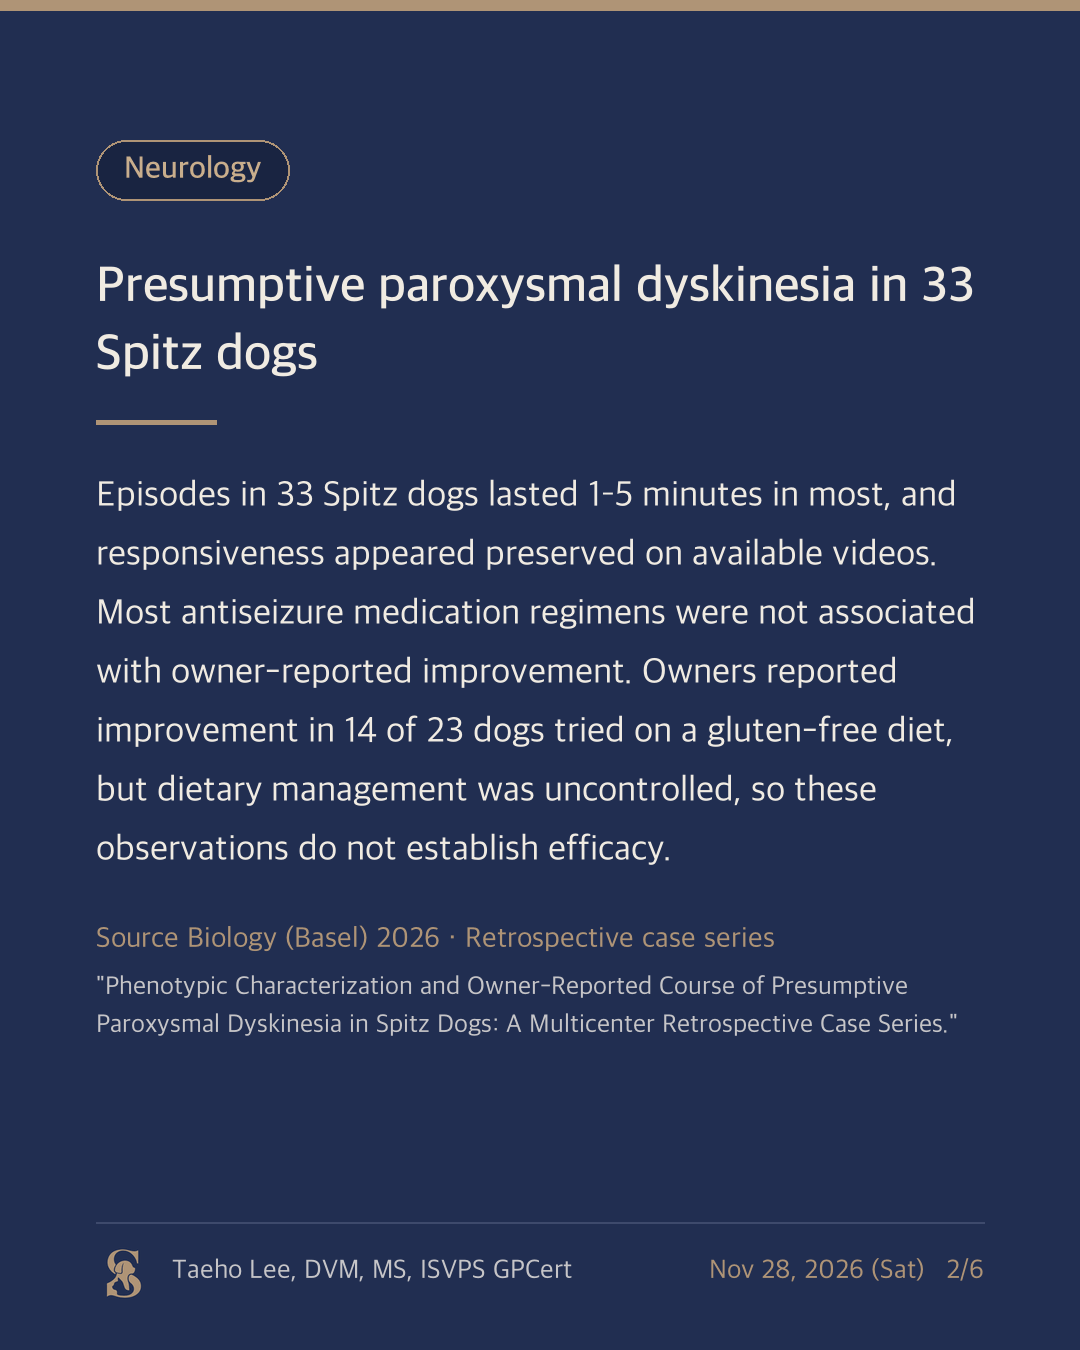 Neurology
Presumptive paroxysmal dyskinesia in 33
Spitz dogs
Episodes in 33 Spitz dogs lasted 1-5 minutes in most, and
responsiveness appeared preserved on available videos.
Most antiseizure medication regimens were not associated
with owner-reported improvement. Owners reported
improvement in 14 of 23 dogs tried on a gluten-free diet,
but dietary management was uncontrolled, so these
observations do not establish efficacy.
Source Biology (Basel) 2026 · Retrospective case series
"Phenotypic Characterization and Owner-Reported Course of Presumptive
Paroxysmal Dyskinesia in Spitz Dogs: A Multicenter Retrospective Case Series."
S Taeho Lee, DVM, MS, ISVPS GPCert Nov 28, 2026 (Sat) 2/6